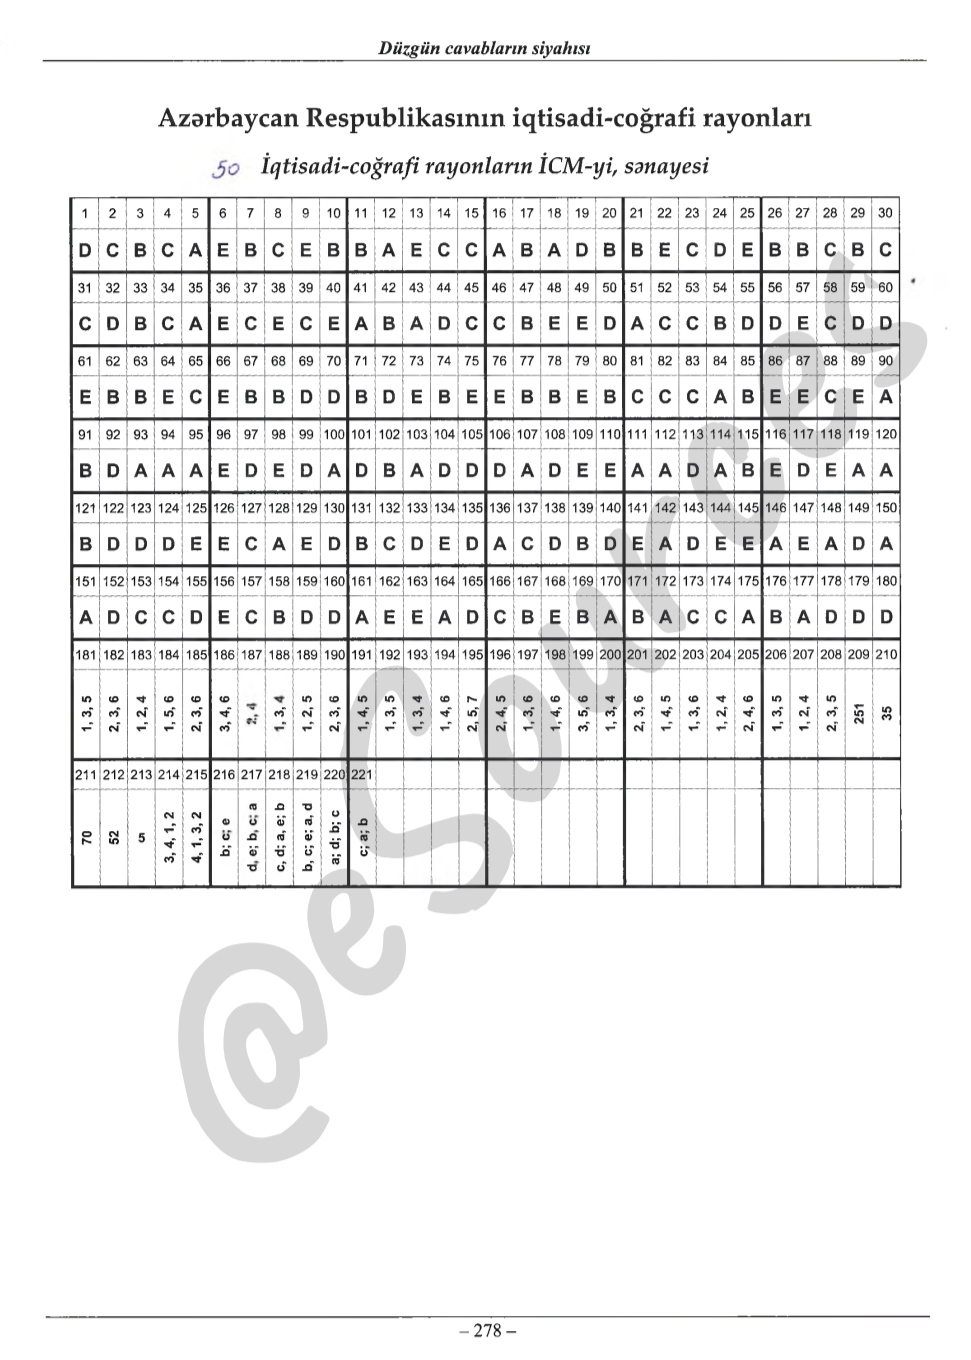 Düzgün cavabların siyahısı
Azərbaycan Respublikasının iqtisadi-coğrafi rayonları
50 İqtisadi-coğrafi rayonların İCM-yi, sənayesi
1 2 3 4 5 6 7 8 9 10 11 12 13 14 15 16 17 18 19 20 21 22 23 24 25 26 27 28 29 30
D C B C A E B C E B B A E C C A B A D B B E C D E B B C B C
31 32 33 34 35 36 37 38 39 40 41 42 43 44 45 46 47 48 49 50 51 52 53 54 55 56 57 58 59 60
C D B C A E C E C E A B A D C C B E E D A C C B D D E C D D
61 62 63 64 65 66 67 68 69 70 71 72 73 74 75 76 77 78 79 80 81 82 83 84 85 86 87 88 89 90
E B B E C E B B D D B D E B E E B B E B C C C A B E E C E A
91 92 93 94 95 96 97 98 99 100 101 102 103 104 105 106 107 108 109 110 111 112 113 114 115 116 117 118 119 120
B D A A A E D E D A D B A D D D A D E E A A D A B E D E A A
121 122 123 124 125 126 127 128 129 130 131 132 133 134 135 136 137 138 139 140 141 142 143 144 145 146 147 148 149 150
B D D D E E C A E D B C D E D A C D B D E A D E E A E A D A
151 152 153 154 155 156 157 158 159 160 161 162 163 164 165 166 167 168 169 170 171 172 173 174 175 176 177 178 179 180
A D C C D E C B D D A E E A D C B E B A B A C C A B A D D D
181 182 183 184 185 186 187 188 189 190 191 192 193 194 195 196 197 198 199 200 201 202 203 204 205 206 207 208 209 210
1, 3, 5 2, 3, 6 1, 2, 4 1, 5, 6 2, 3, 6 3, 4, 6 2, 4 1, 3, 4 1, 2, 5 2, 3, 6 1, 4, 5 1, 3, 5 1, 3, 4 1, 4, 6 2, 5, 7 2, 4, 5 1, 3, 6 1, 4, 6 3, 5, 6 1, 3, 4 2, 3, 6 1, 4, 5 1, 3, 6 1, 2, 4 2, 4, 6 1, 3, 5 1, 2, 4 2, 3, 5 251 35
211 212 213 214 215 216 217 218 219 220 221
70 52 5 3, 4, 1, 2 4, 1, 3, 2 b; c; e d, e; b, c; a c, d; a, e; b b, c; e; a, d a; d; b; c c; a; b
@eSources
– 278 –